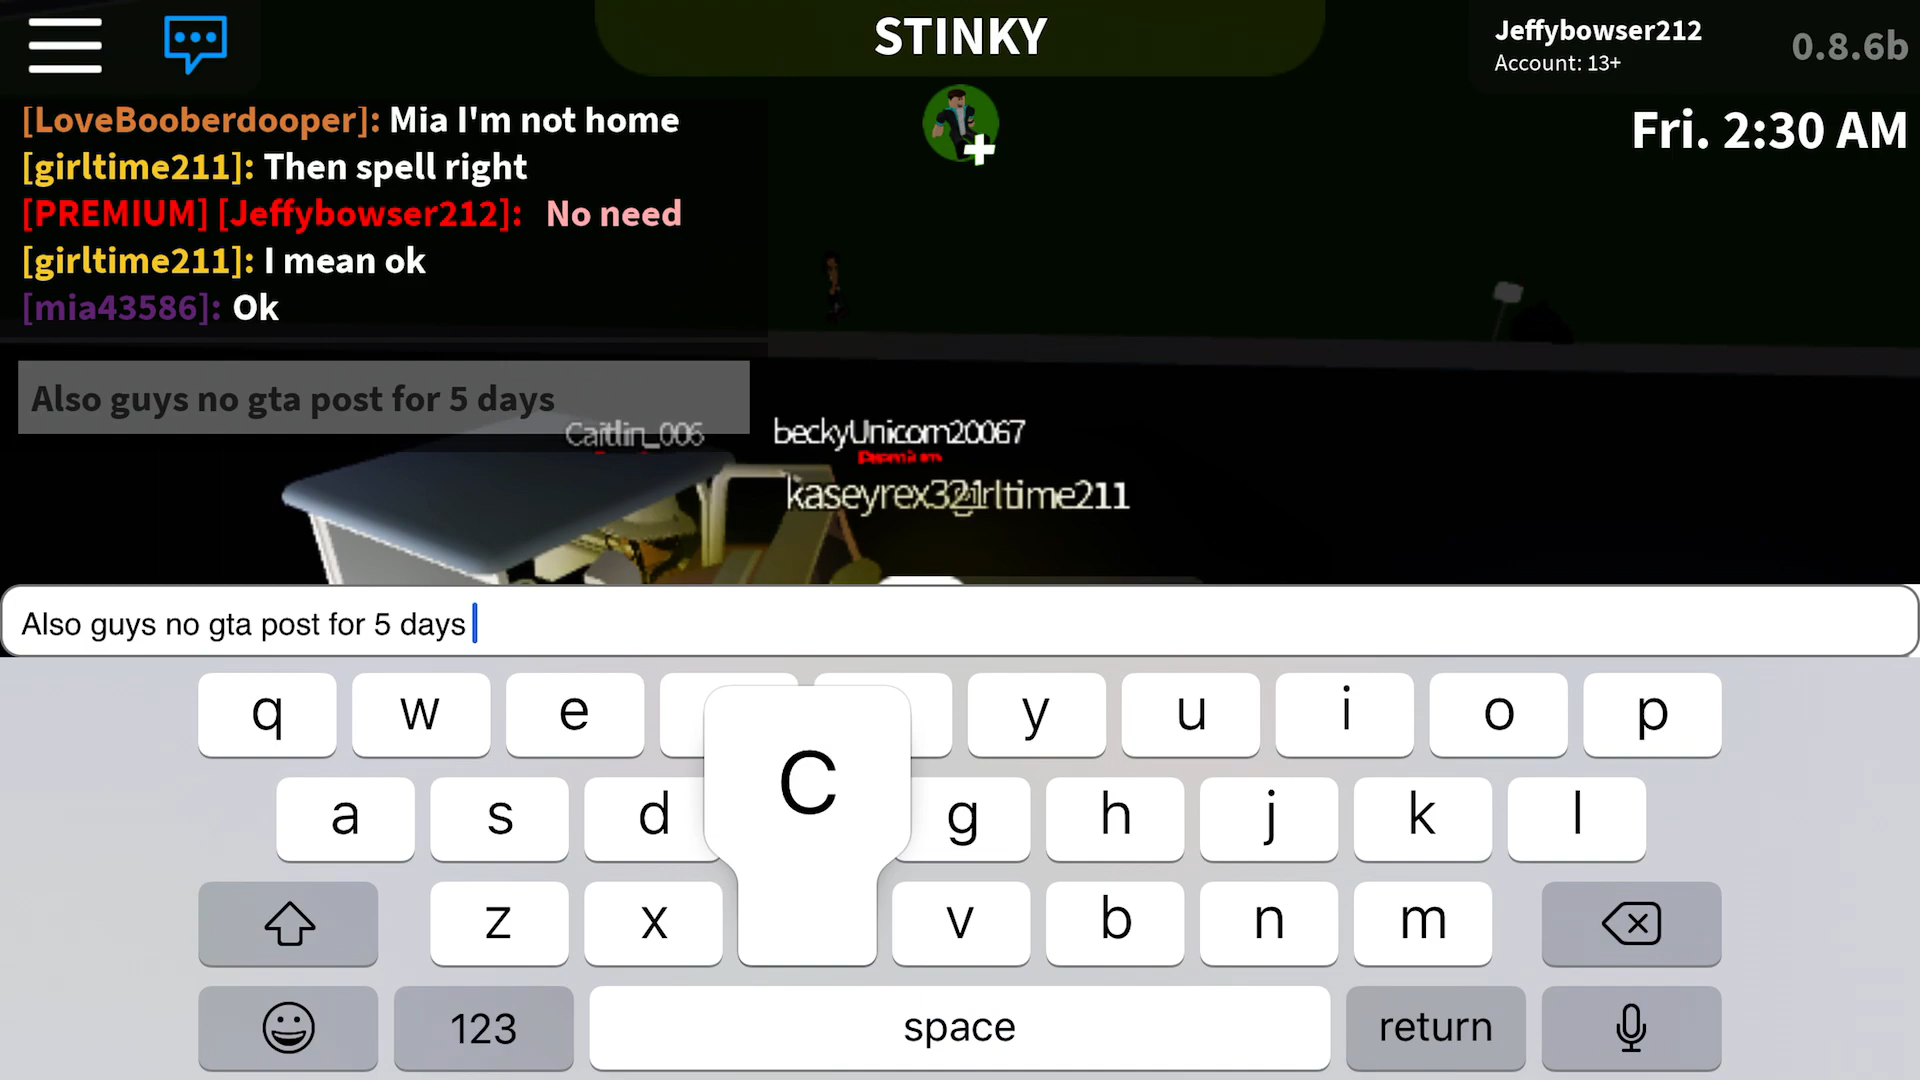 STINKY
Jeffybowser212
Account: 13+
0.8.6b
Fri. 2:30 AM
[LoveBooberdooper]: Mia I'm not home
[girltime211]: Then spell right
[PREMIUM] [Jeffybowser212]: No need
[girltime211]: I mean ok
[mia43586]: Ok
Also guys no gta post for 5 days
Caitlin_006
beckyUnicorn20067
Premium
kaseyrex321
girltime211
Also guys no gta post for 5 days
q w e y u i o p
a s d C g h j k l
z x v b n m
123 space return